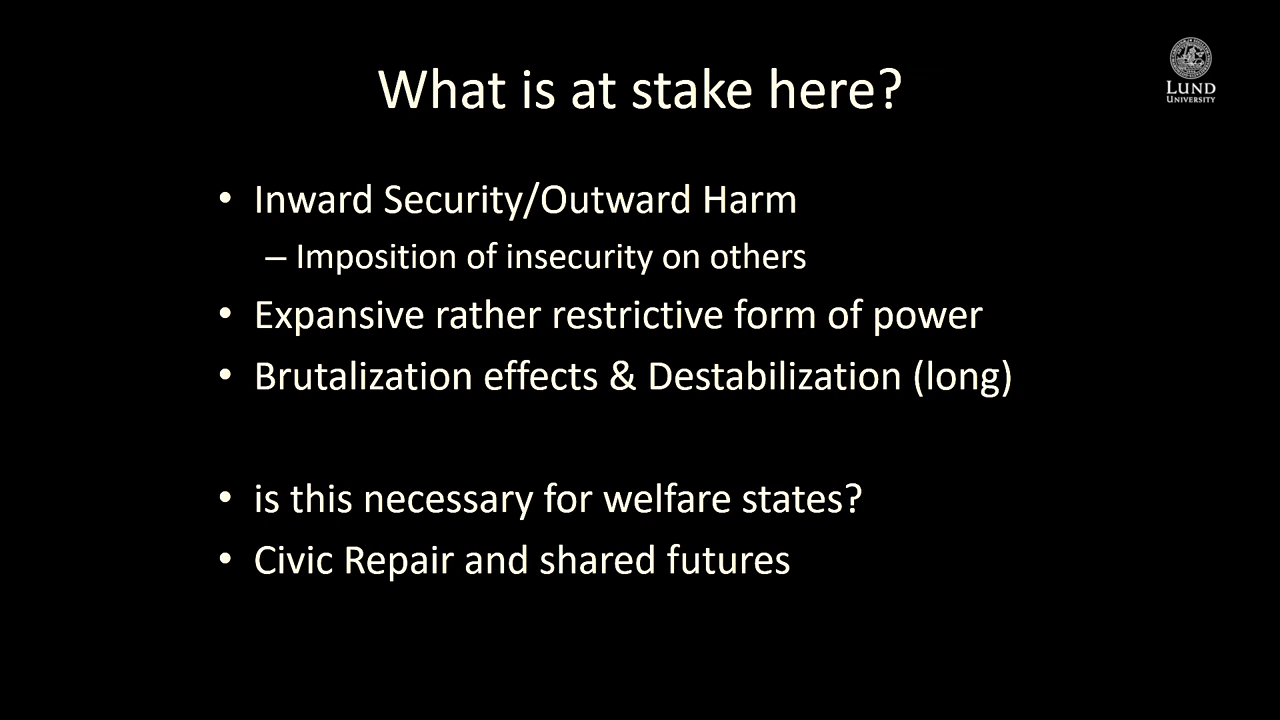 What is at stake here?
LUND
UNIVERSITY
• Inward Security/Outward Harm
– Imposition of insecurity on others
• Expansive rather restrictive form of power
• Brutalization effects & Destabilization (long)
• is this necessary for welfare states?
• Civic Repair and shared futures